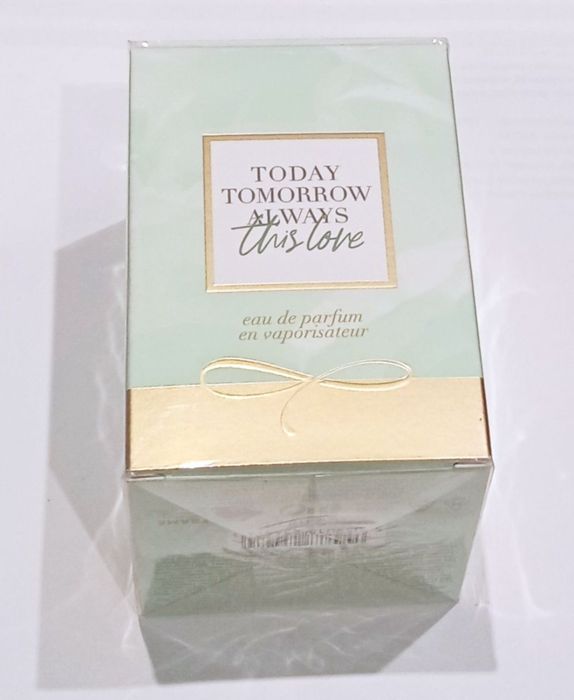 TODAY
TOMORROW
ALWAYS
this love
eau de parfum
en vaporisateur